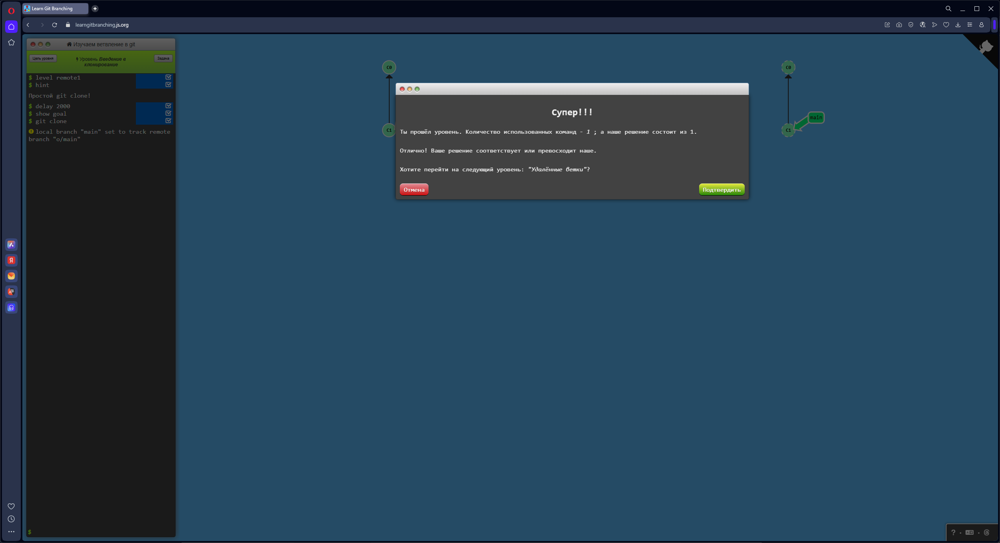 Learn Git Branching
learngitbranching.js.org
Изучаем ветвление в git
Цель уровня
Уровень Введение в
клонирование
Задача
$ level remote1
$ hint
Простой git clone!
$ delay 2000
$ show goal
$ git clone
local branch "main" set to track remote
branch "o/main"
$
C0
C1
C0
main
C1
Супер!!!
Ты прошёл уровень. Количество использованных команд - 1 ; а наше решение состоит из 1.
Отлично! Ваше решение соответствует или превосходит наше.
Хотите перейти на следующий уровень: "Удалённые ветки"?
Отмена
Подтвердить
?